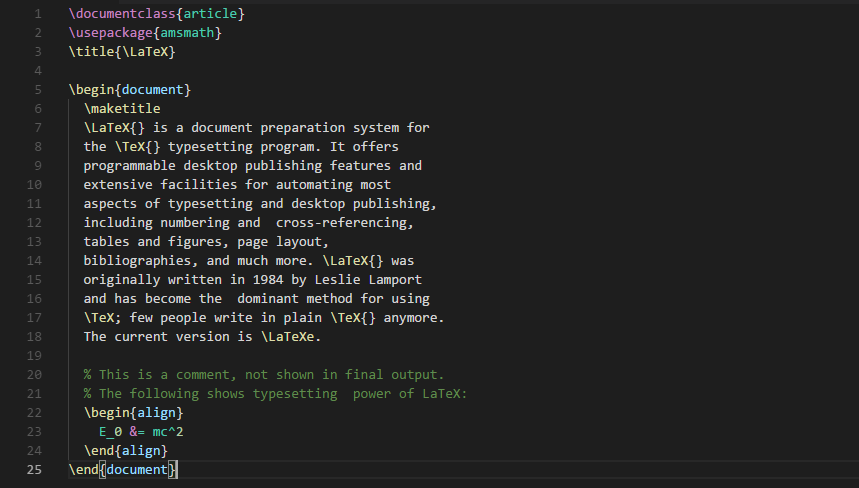 1 \documentclass{article}
2 \usepackage{amsmath}
3 \title{\LaTeX}
4
5 \begin{document}
6   \maketitle
7   \LaTeX{} is a document preparation system for
8   the \TeX{} typesetting program. It offers
9   programmable desktop publishing features and
10   extensive facilities for automating most
11   aspects of typesetting and desktop publishing,
12   including numbering and  cross-referencing,
13   tables and figures, page layout,
14   bibliographies, and much more. \LaTeX{} was
15   originally written in 1984 by Leslie Lamport
16   and has become the  dominant method for using
17   \TeX; few people write in plain \TeX{} anymore.
18   The current version is \LaTeXe.
19
20   % This is a comment, not shown in final output.
21   % The following shows typesetting  power of LaTeX:
22   \begin{align}
23     E_0 &= mc^2
24   \end{align}
25 \end{document}